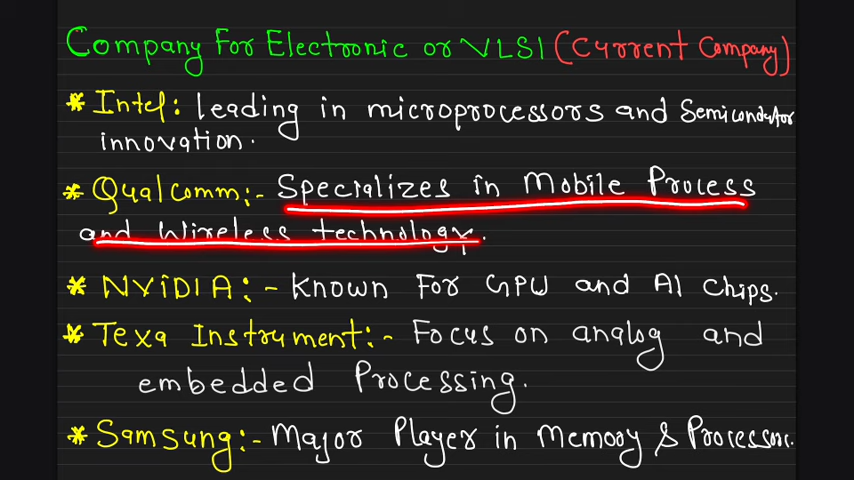 Company For Electronic or VLSI (Current Company)
* Intel: Leading in microprocessors and Semiconductor
innovation.
* Qualcomm:- Specializes in Mobile Process
and Wireless technology.
* NVIDIA:- Known For GPU and AI Chips.
* Texa Instrument:- Focus on analog and
embedded Processing.
* Samsung:- Major Player in Memory & Processors.